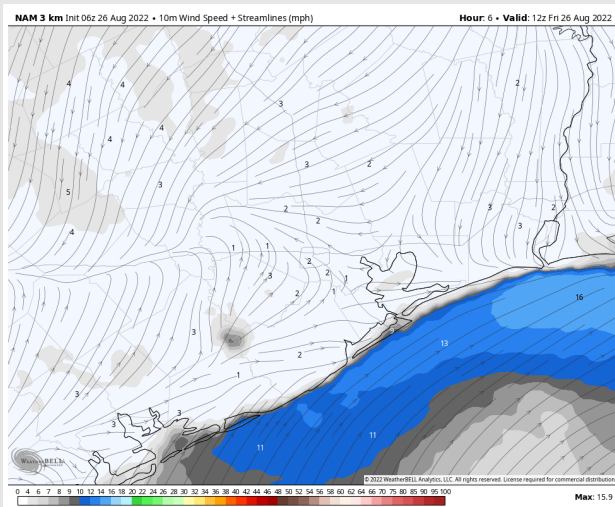 NAM 3 km Init 06z 26 Aug 2022 • 10m Wind Speed + Streamlines (mph) Hour: 6 • Valid: 12z Fri 26 Aug 2022
4 4 2
3
4
4
3 2
5 3
2 3 2
2 3
4
1 1
2
3 2 1
2 1 16
3 13
2
1
3
3
3
11 11
WEATHERBELL
© 2022 WeatherBELL Analytics, LLC. All rights reserved. License required for commercial distribution
0 4 6 7 8 9 10 12 14 16 18 20 22 24 26 28 30 32 34 36 38 40 42 44 46 48 50 52 54 56 58 60 62 64 66 68 70 75 80 85 90 95 100
Max: 15.9